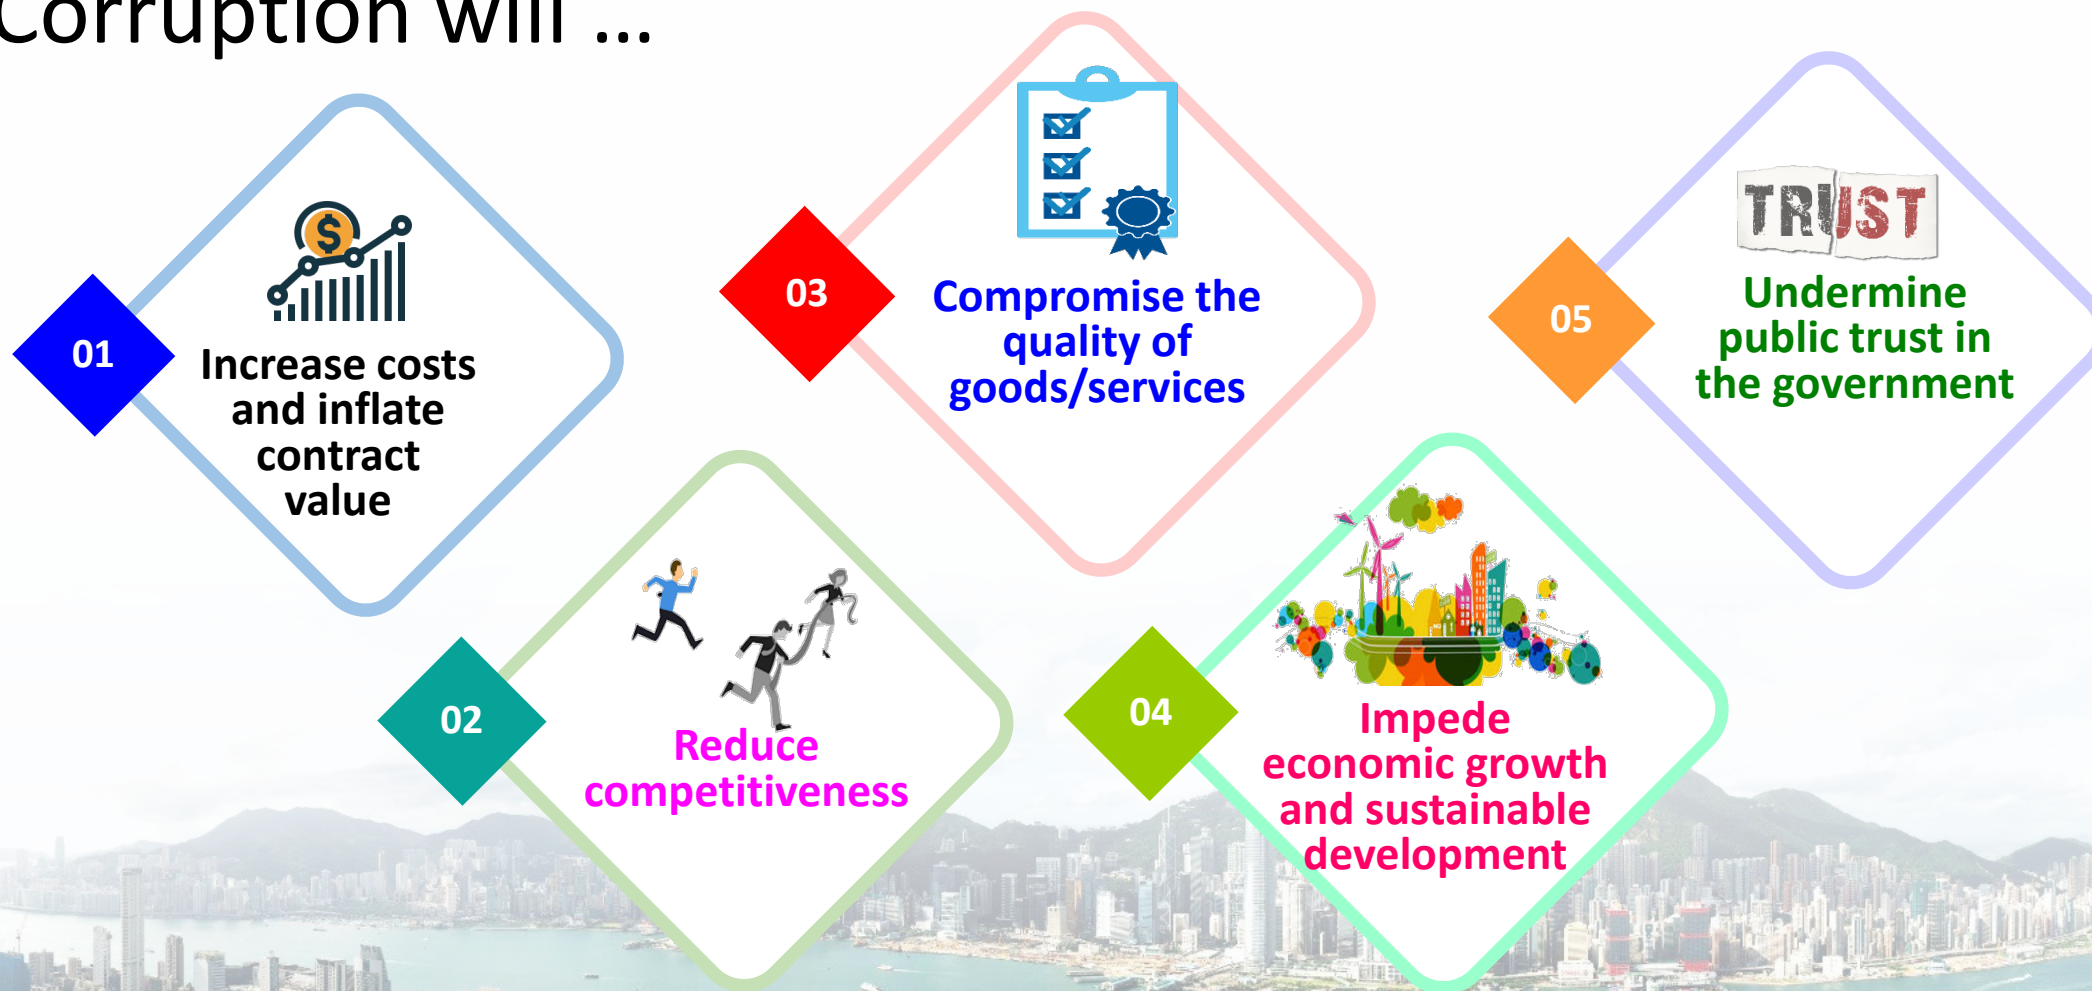 Corruption will ...
01
Increase costs
and inflate
contract
value
02
Reduce
competitiveness
03
Compromise the
quality of
goods/services
04
Impede
economic growth
and sustainable
development
05
TRUST
Undermine
public trust in
the government